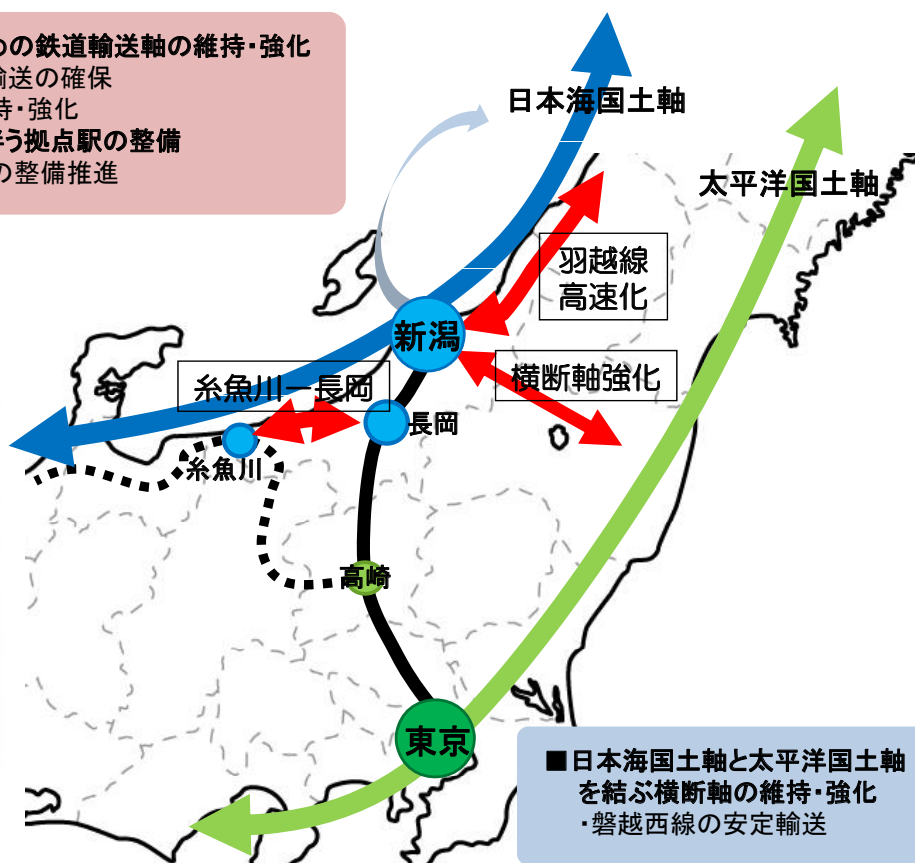 の鉄道輸送軸の維持・強化
輸送の確保
持・強化
う拠点駅の整備
の整備推進
日本海国土軸
太平洋国土軸
羽越線
高速化
新潟
横断軸強化
糸魚川－長岡
長岡
糸魚川
高崎
東京
■日本海国土軸と太平洋国土軸
を結ぶ横断軸の維持・強化
・磐越西線の安定輸送